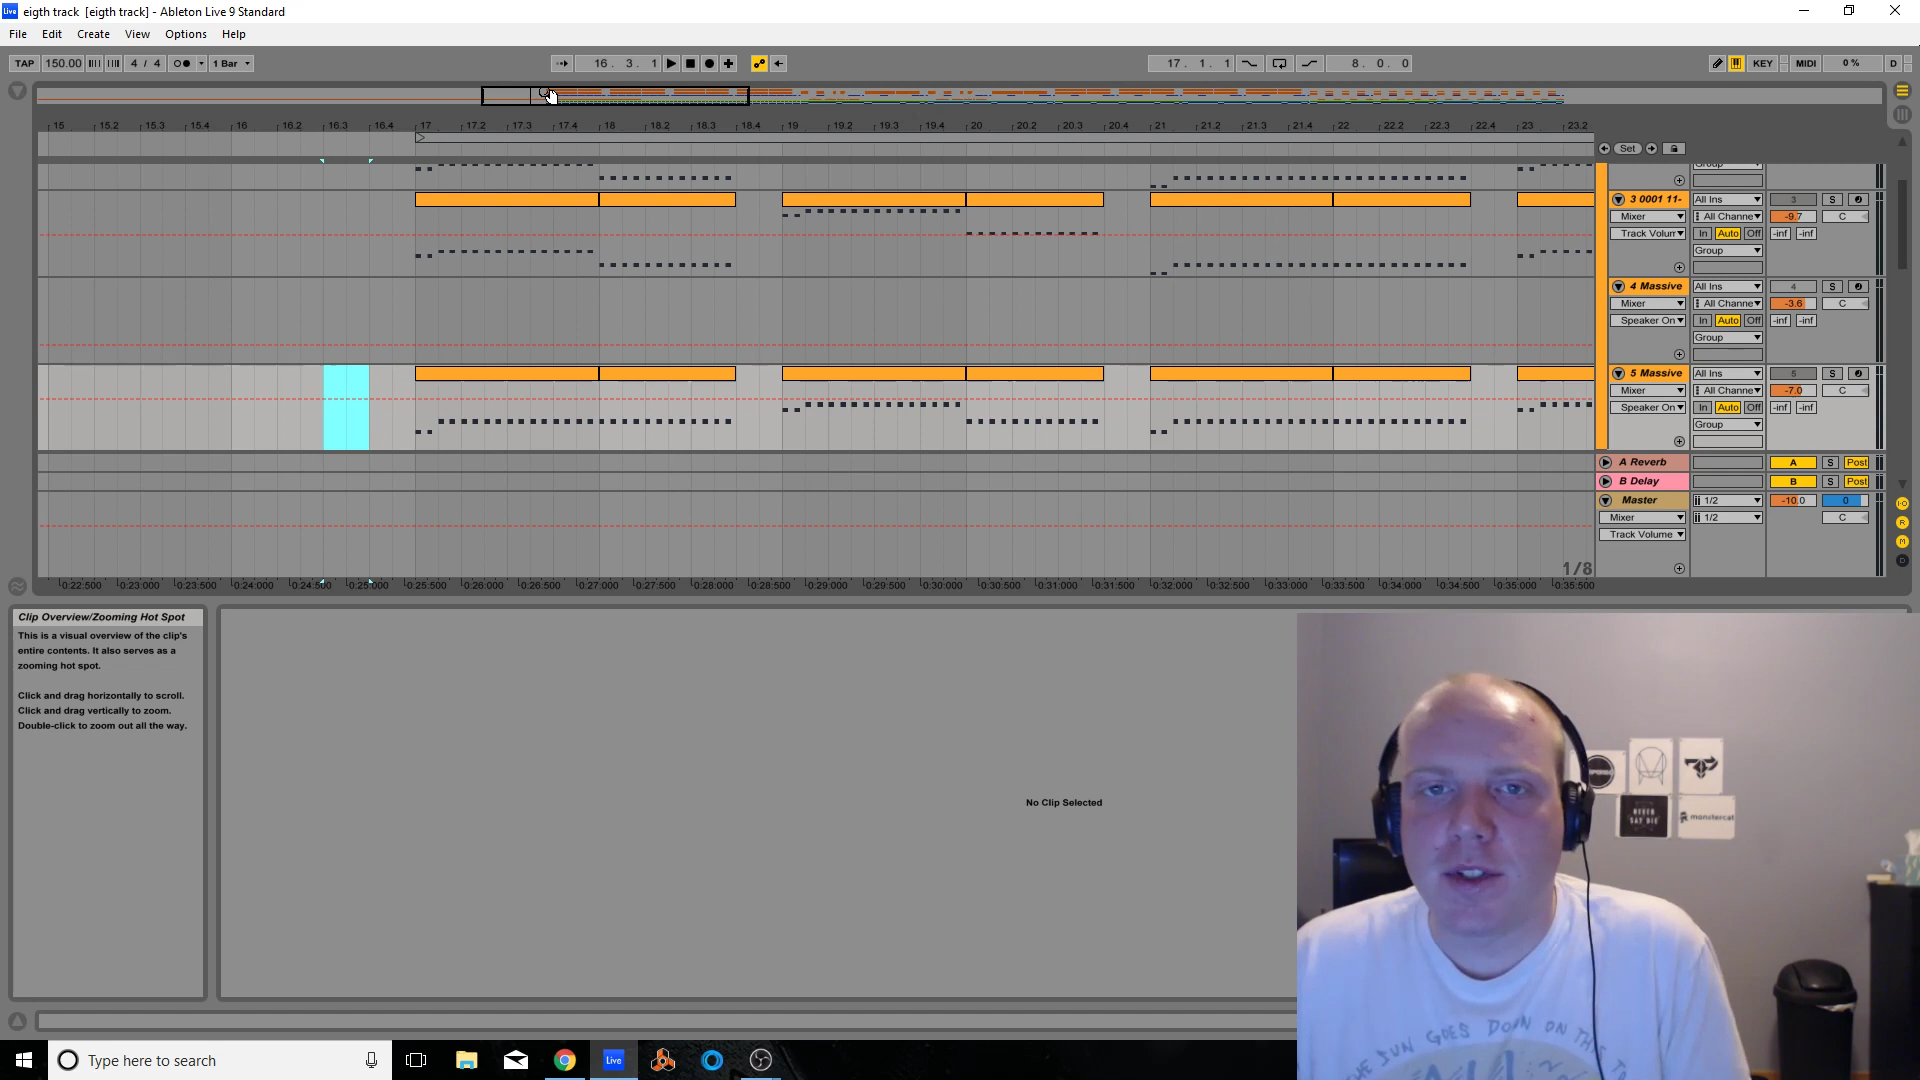 eigth track  [eigth track] - Ableton Live 9 Standard
File Edit Create View Options Help
TAP 150.00 4 / 4 1 Bar 16. 3. 1 17. 1. 1 8. 0. 0 KEY MIDI 0 % D
15 15.2 15.3 15.4 16 16.2 16.3 16.4 17 17.2 17.3 17.4 18 18.2 18.3 18.4 19 19.2 19.3 19.4 20 20.2 20.3 20.4 21 21.2 21.3 21.4 22 22.2 22.3 22.4 23 23.2
Set
Group
3 0001 11- All Ins 3 S
Mixer All Channe -9.7 C
Track Volum In Auto Off -inf -inf
Group
4 Massive All Ins 4 S
Mixer All Channe -3.6 C
Speaker On In Auto Off -inf -inf
Group
5 Massive All Ins 5 S
Mixer All Channe -7.0 C
Speaker On In Auto Off -inf -inf
Group
A Reverb A S Post
B Delay B S Post
Master 1/2 -10.0 0
Mixer 1/2 C
Track Volume
1/8
0:22:500 0:23:000 0:23:500 0:24:000 0:24:500 0:25:000 0:25:500 0:26:000 0:26:500 0:27:000 0:27:500 0:28:000 0:28:500 0:29:000 0:29:500 0:30:000 0:30:500 0:31:000 0:31:500 0:32:000 0:32:500 0:33:000 0:33:500 0:34:000 0:34:500 0:35:000 0:35:500
Clip Overview/Zooming Hot Spot
This is a visual overview of the clip's
entire contents. It also serves as a
zooming hot spot.
Click and drag horizontally to scroll.
Click and drag vertically to zoom.
Double-click to zoom out all the way.
No Clip Selected
NEVER
SAY DIE
monstercat
THE SUN GOES DOWN ON THIS
Type here to search
Live